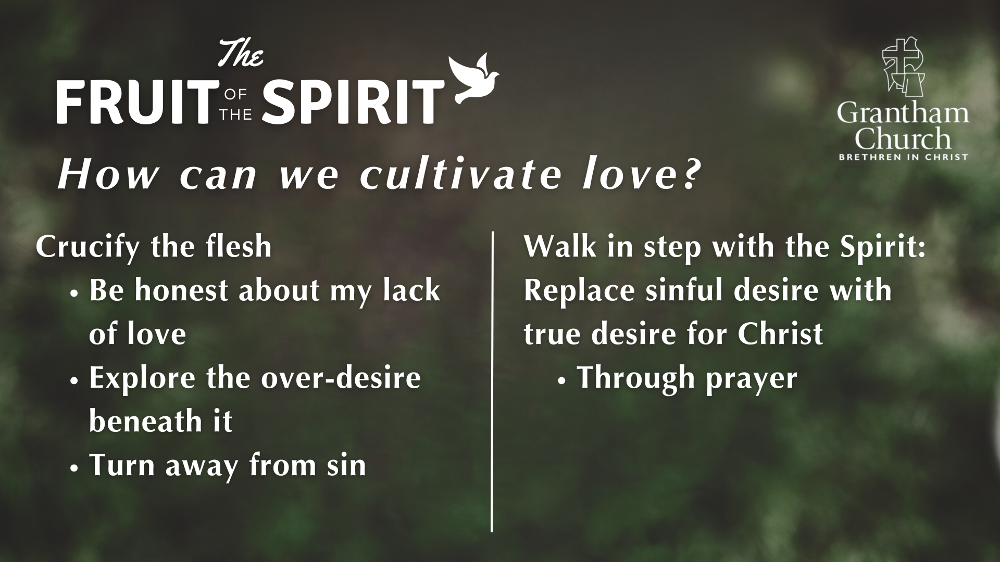 The
FRUIT OF THE SPIRIT
Grantham
Church
BRETHREN IN CHRIST
How can we cultivate love?
Crucify the flesh
• Be honest about my lack
of love
• Explore the over-desire
beneath it
• Turn away from sin
Walk in step with the Spirit:
Replace sinful desire with
true desire for Christ
• Through prayer